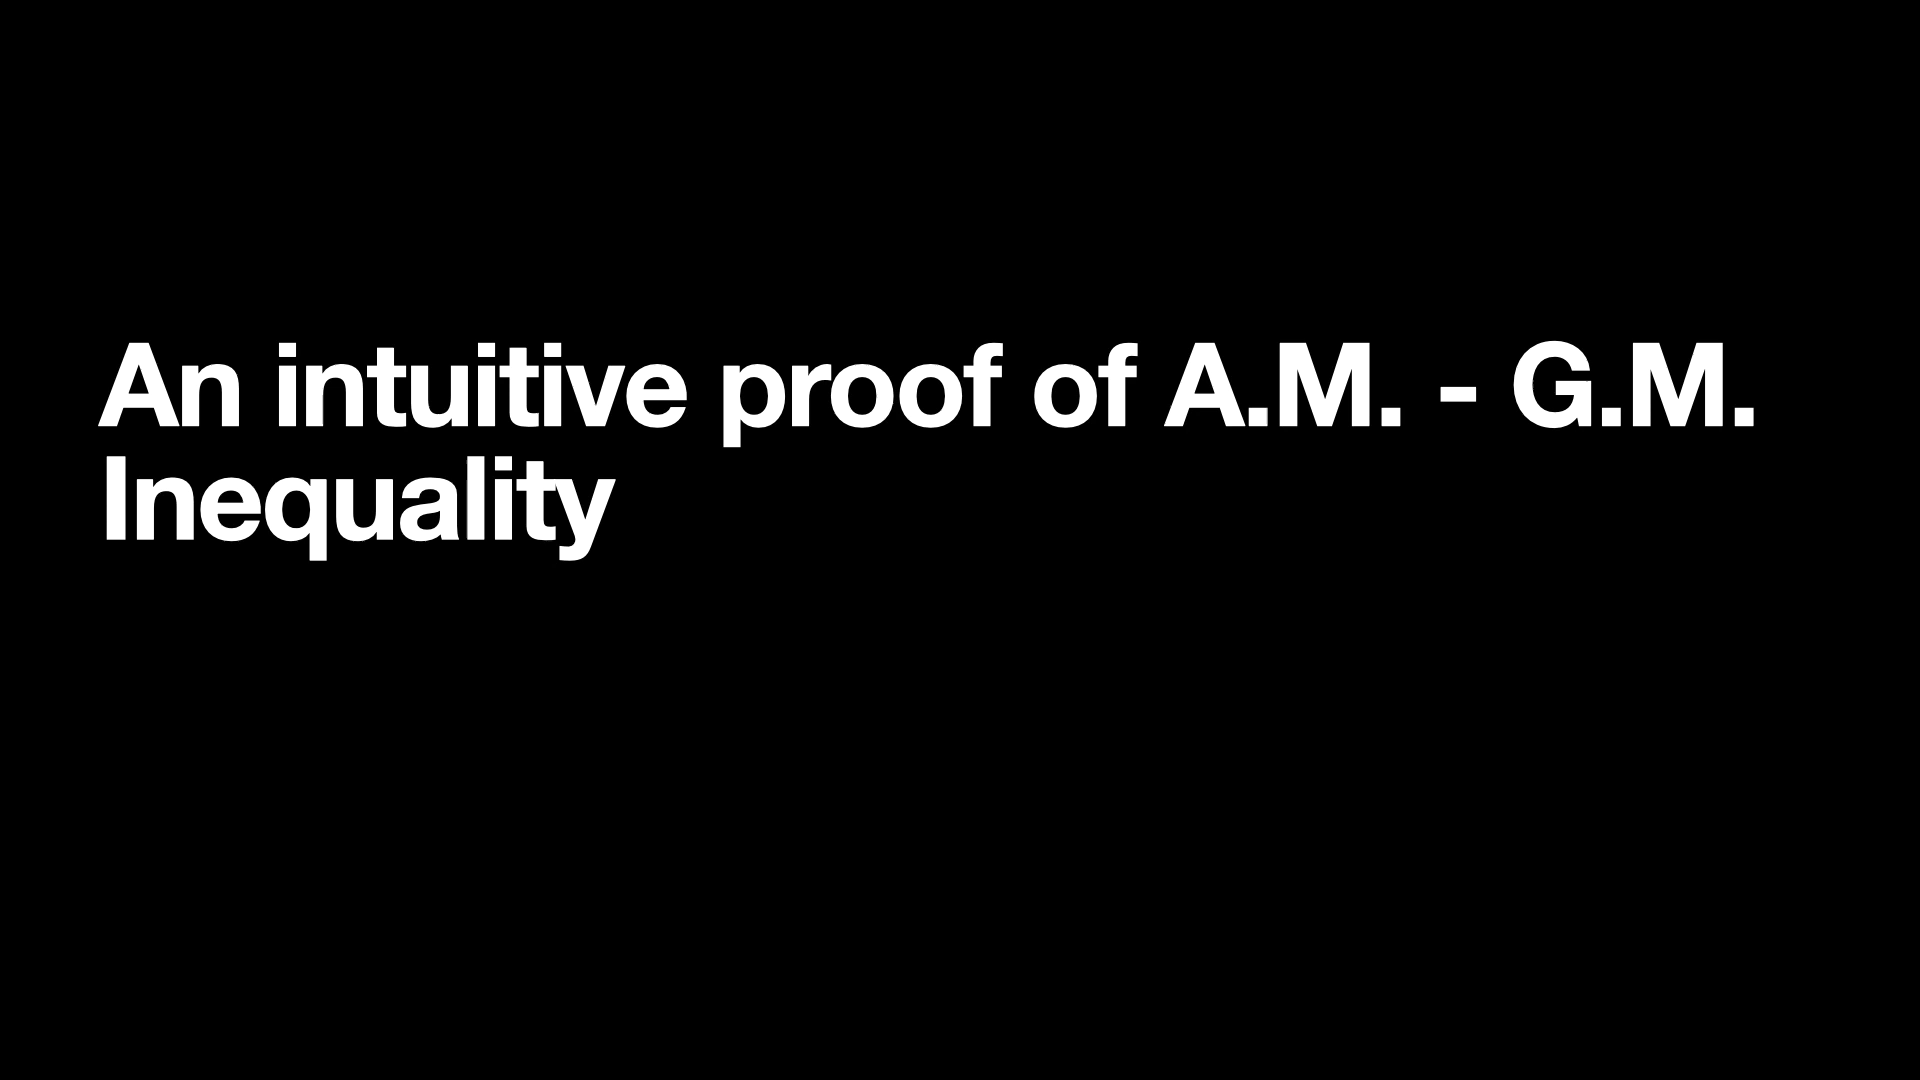 An intuitive proof of A.M. - G.M.
Inequality